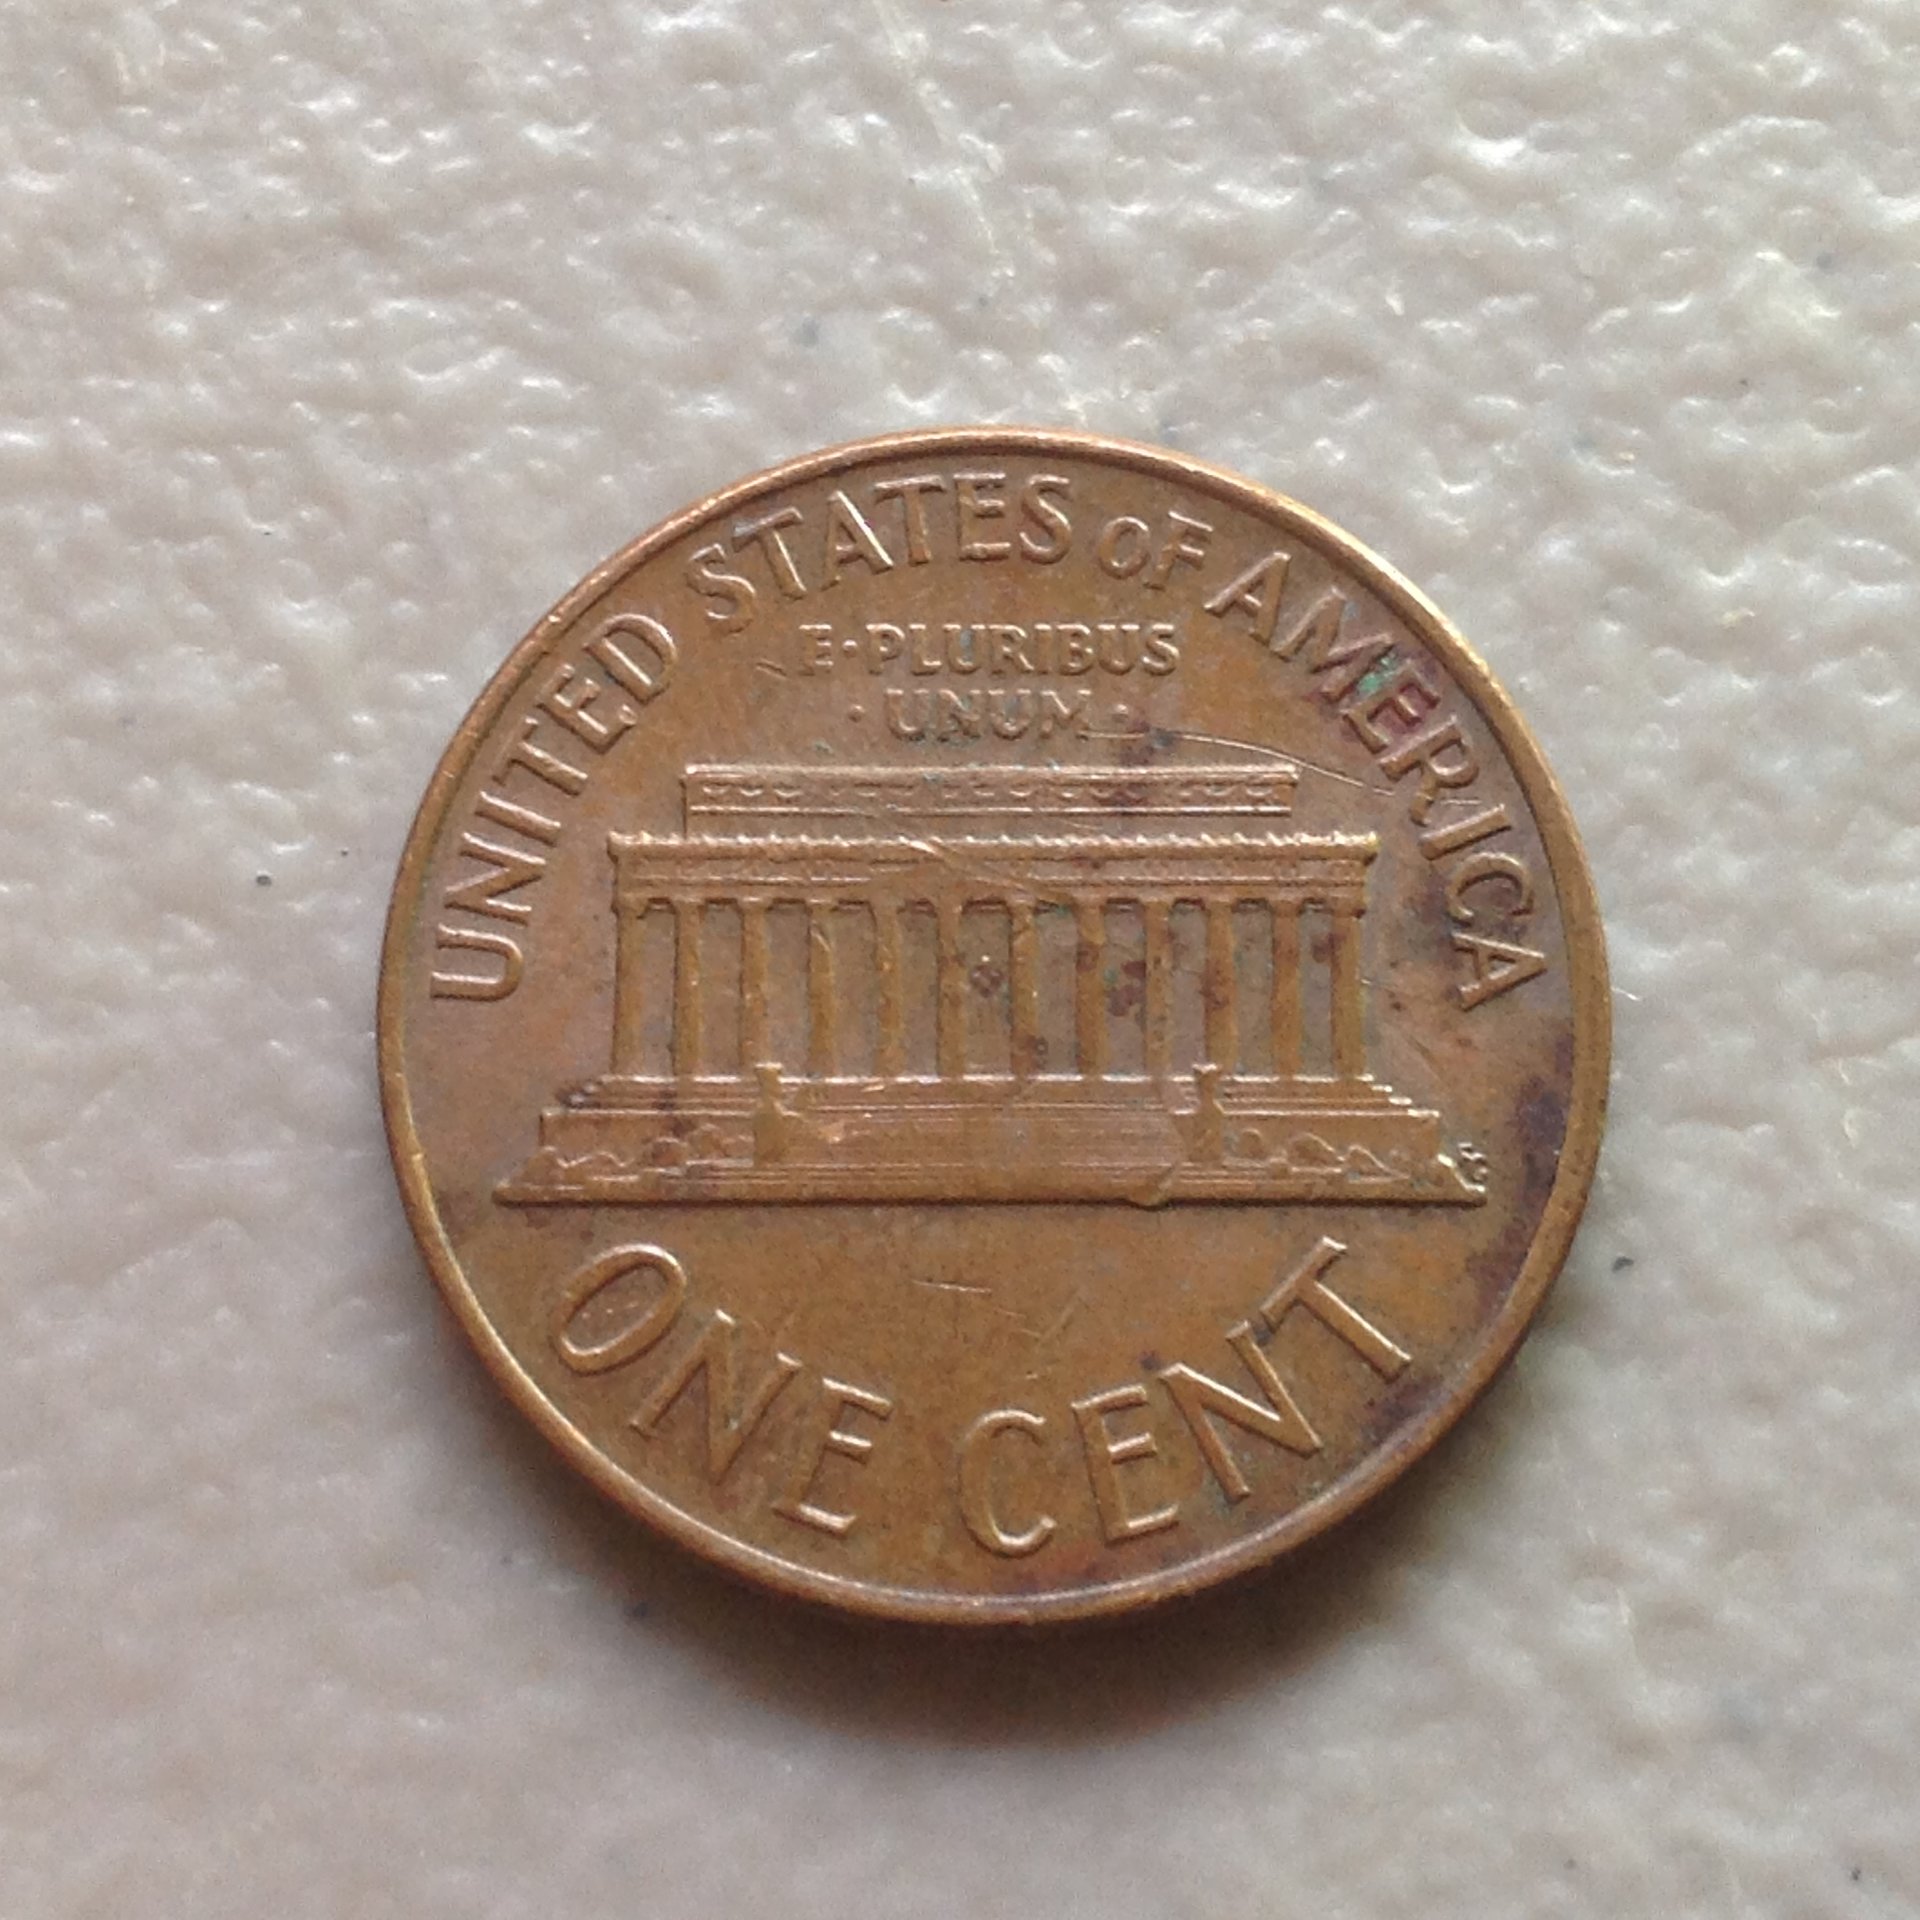 UNITED STATES OF AMERICA
E·PLURIBUS
·UNUM·
ONE CENT